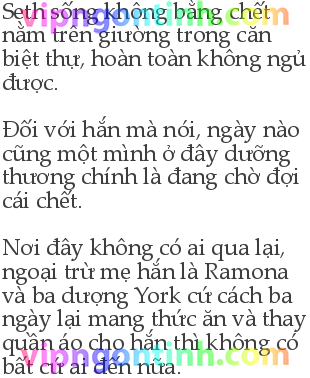 Seth sống không bằng chết
nằm trên giường trong căn
biệt thự, hoàn toàn không ngủ
được.
Đối với hắn mà nói, ngày nào
cũng một mình ở đây dưỡng
thương chính là đang chờ đợi
cái chết.
Nơi đây không có ai qua lại,
ngoại trừ mẹ hắn là Ramona
và ba dượng York cứ cách ba
ngày lại mang thức ăn và thay
quần áo cho hắn thì không có
bất cứ ai đến nữa.
vipngontinh.com
vipngontinh.com